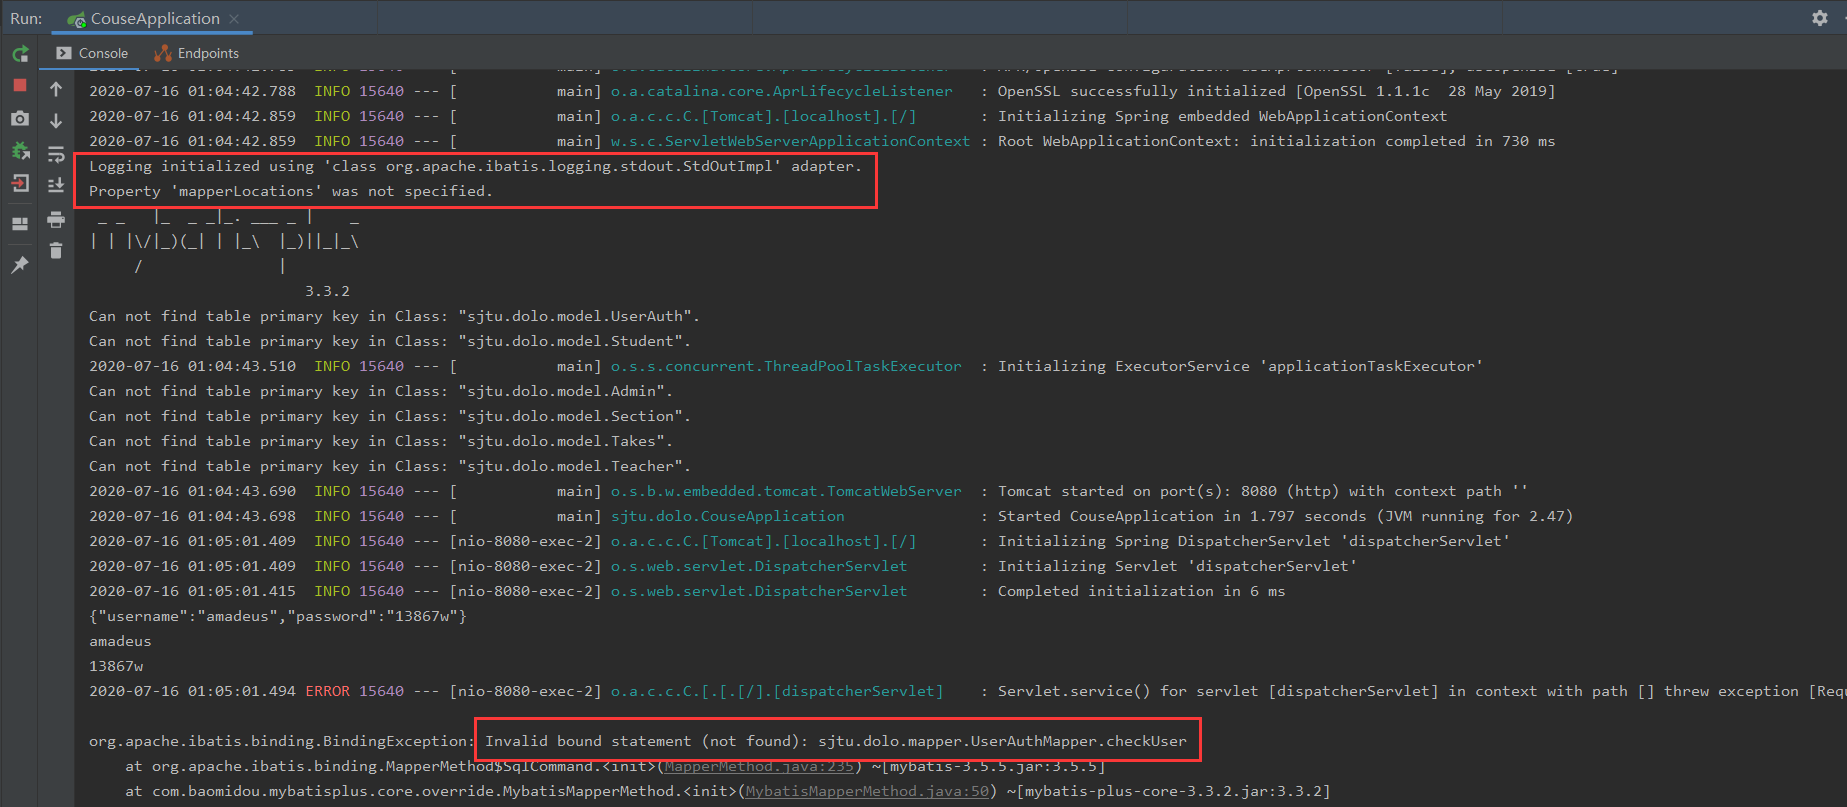 Run: CouseApplication
Console Endpoints
2020-07-16 01:04:42.788 INFO 15640 --- [ main] o.a.catalina.core.AprLifecycleListener : OpenSSL successfully initialized [OpenSSL 1.1.1c 28 May 2019]
2020-07-16 01:04:42.859 INFO 15640 --- [ main] o.a.c.c.C.[Tomcat].[localhost].[/] : Initializing Spring embedded WebApplicationContext
2020-07-16 01:04:42.859 INFO 15640 --- [ main] w.s.c.ServletWebServerApplicationContext : Root WebApplicationContext: initialization completed in 730 ms
Logging initialized using 'class org.apache.ibatis.logging.stdout.StdOutImpl' adapter.
Property 'mapperLocations' was not specified.
_ _   |_  _ _|_. ___ _ |    _
| | |\/|_)(_| | |_\  |_)||_|_\
     /               |
3.3.2
Can not find table primary key in Class: "sjtu.dolo.model.UserAuth".
Can not find table primary key in Class: "sjtu.dolo.model.Student".
2020-07-16 01:04:43.510 INFO 15640 --- [ main] o.s.s.concurrent.ThreadPoolTaskExecutor : Initializing ExecutorService 'applicationTaskExecutor'
Can not find table primary key in Class: "sjtu.dolo.model.Admin".
Can not find table primary key in Class: "sjtu.dolo.model.Section".
Can not find table primary key in Class: "sjtu.dolo.model.Takes".
Can not find table primary key in Class: "sjtu.dolo.model.Teacher".
2020-07-16 01:04:43.690 INFO 15640 --- [ main] o.s.b.w.embedded.tomcat.TomcatWebServer : Tomcat started on port(s): 8080 (http) with context path ''
2020-07-16 01:04:43.698 INFO 15640 --- [ main] sjtu.dolo.CouseApplication : Started CouseApplication in 1.797 seconds (JVM running for 2.47)
2020-07-16 01:05:01.409 INFO 15640 --- [nio-8080-exec-2] o.a.c.c.C.[Tomcat].[localhost].[/] : Initializing Spring DispatcherServlet 'dispatcherServlet'
2020-07-16 01:05:01.409 INFO 15640 --- [nio-8080-exec-2] o.s.web.servlet.DispatcherServlet : Initializing Servlet 'dispatcherServlet'
2020-07-16 01:05:01.415 INFO 15640 --- [nio-8080-exec-2] o.s.web.servlet.DispatcherServlet : Completed initialization in 6 ms
{"username":"amadeus","password":"13867w"}
amadeus
13867w
2020-07-16 01:05:01.494 ERROR 15640 --- [nio-8080-exec-2] o.a.c.c.C.[.[.[/].[dispatcherServlet] : Servlet.service() for servlet [dispatcherServlet] in context with path [] threw exception [Requ
org.apache.ibatis.binding.BindingException: Invalid bound statement (not found): sjtu.dolo.mapper.UserAuthMapper.checkUser
at org.apache.ibatis.binding.MapperMethod$SqlCommand.<init>(MapperMethod.java:235) ~[mybatis-3.5.5.jar:3.5.5]
at com.baomidou.mybatisplus.core.override.MybatisMapperMethod.<init>(MybatisMapperMethod.java:50) ~[mybatis-plus-core-3.3.2.jar:3.3.2]